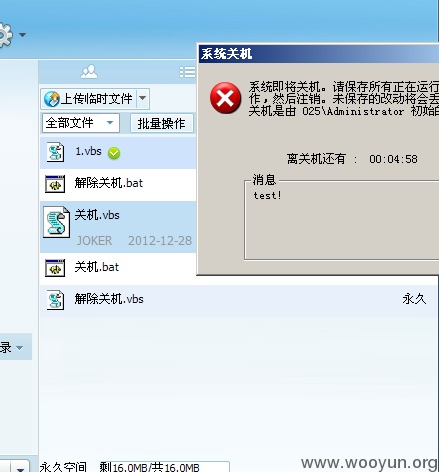 系统关机
系统即将关机。请保存所有正在运行
作，然后注销。未保存的改动将会丢
关机是由 025\Administrator 初始
离关机还有 : 00:04:58
消息
test!
上传临时文件
全部文件
批量操作
1.vbs
解除关机.bat
关机.vbs
JOKER 2012-12-28
关机.bat
解除关机.vbs 永久
录
永久空间 剩16.0MB/共16.0MB
www.wooyun.org